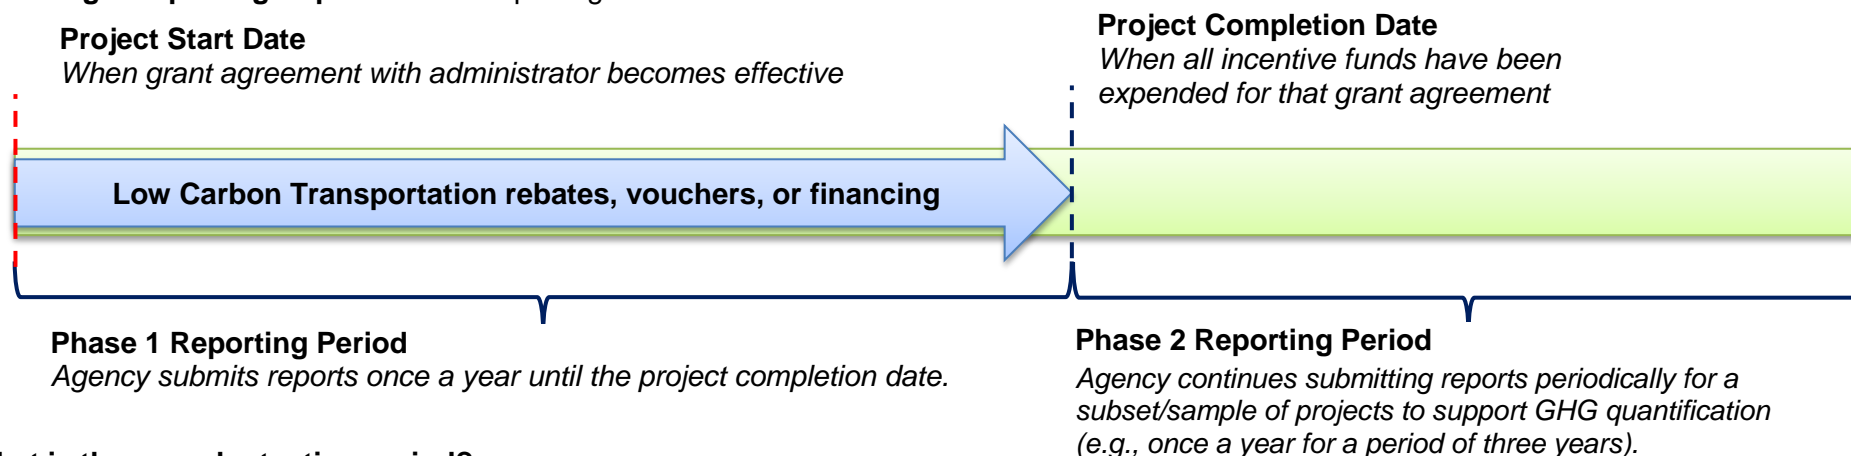 Project Start Date
When grant agreement with administrator becomes effective
Project Completion Date
When all incentive funds have been
expended for that grant agreement
Low Carbon Transportation rebates, vouchers, or financing
Phase 1 Reporting Period
Agency submits reports once a year until the project completion date.
Phase 2 Reporting Period
Agency continues submitting reports periodically for a
subset/sample of projects to support GHG quantification
(e.g., once a year for a period of three years).